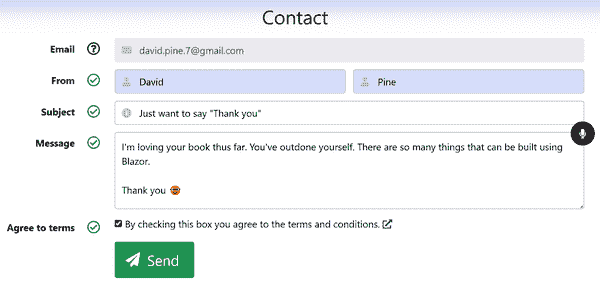 Contact
Email david.pine.7@gmail.com
From David Pine
Subject Just want to say "Thank you"
Message I'm loving your book thus far. You've outdone yourself. There are so many things that can be built using
Blazor.
Thank you
Agree to terms By checking this box you agree to the terms and conditions.
Send